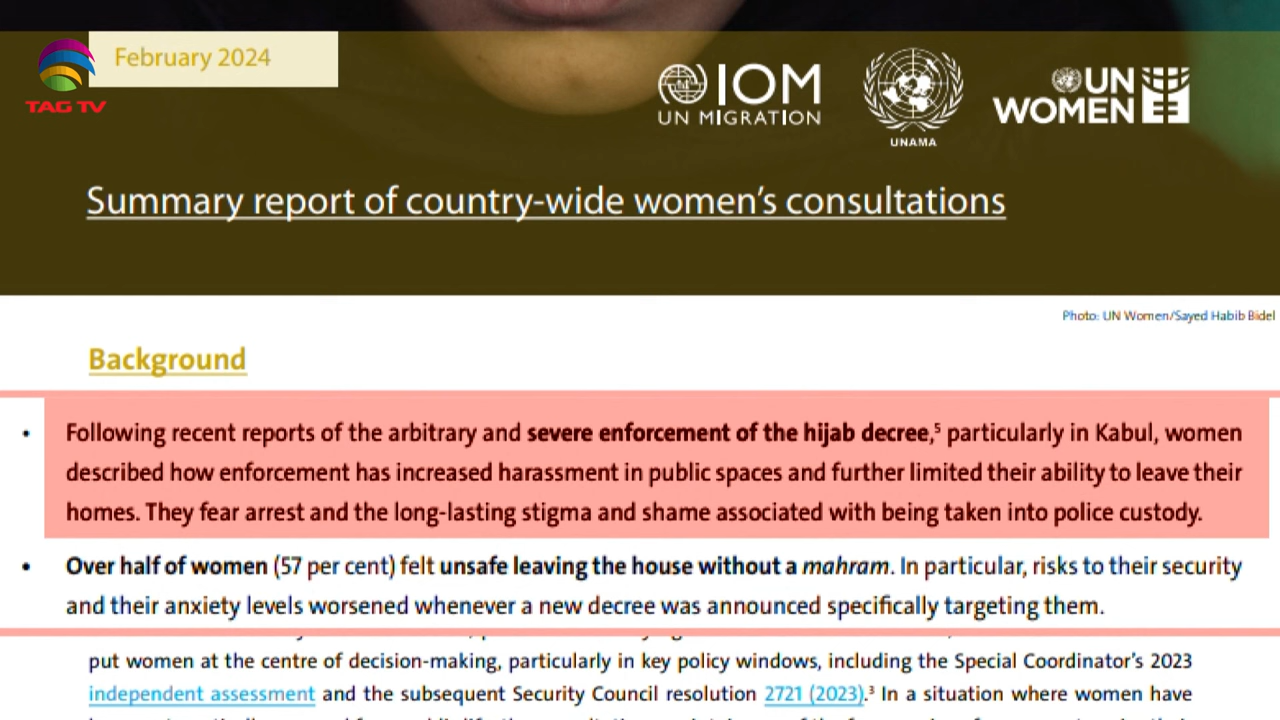 February 2024
TAG TV
IOM
UN MIGRATION
UNAMA
UN
WOMEN
Summary report of country-wide women's consultations
Photo: UN Women/Sayed Habib Bidel
Background
• Following recent reports of the arbitrary and severe enforcement of the hijab decree,⁵ particularly in Kabul, women
described how enforcement has increased harassment in public spaces and further limited their ability to leave their
homes. They fear arrest and the long-lasting stigma and shame associated with being taken into police custody.
• Over half of women (57 per cent) felt unsafe leaving the house without a mahram. In particular, risks to their security
and their anxiety levels worsened whenever a new decree was announced specifically targeting them.
put women at the centre of decision-making, particularly in key policy windows, including the Special Coordinator's 2023
independent assessment and the subsequent Security Council resolution 2721 (2023).³ In a situation where women have